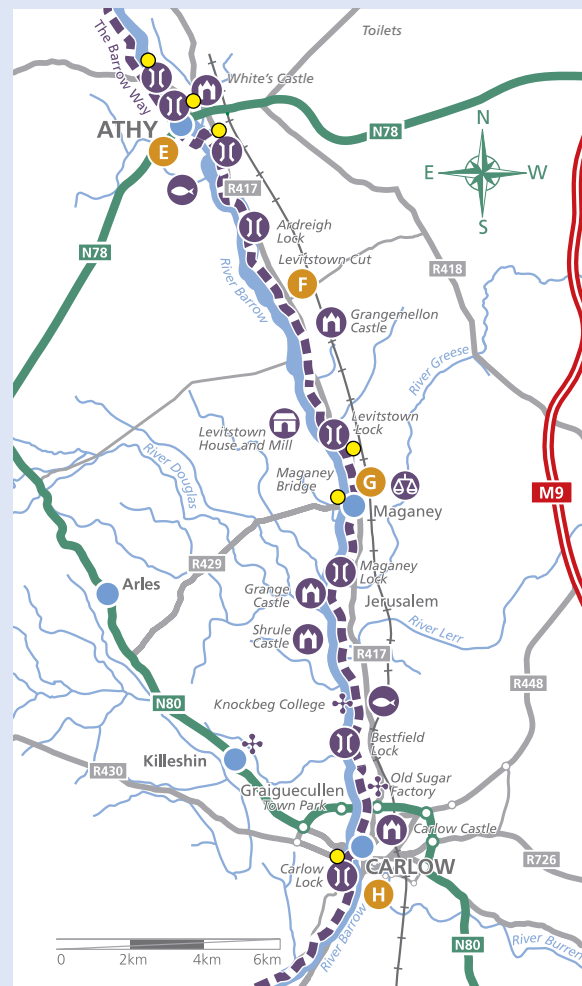 Toilets
The Barrow Way
White's Castle
ATHY
N78
E
N
E
W
S
R417
N78
Ardreigh
Lock
River Barrow
Levitstown Cut
R418
F
Grangemellon
Castle
River Greese
Levitstown
House and Mill
Levitstown
Lock
River Douglas
Maganey
Bridge
G
M9
Maganey
R429
Maganey
Lock
Arles
Grange
Castle
Jerusalem
Shrule
Castle
River Lerr
R417
R448
N80
Knockbeg College
Killeshin
Bestfield
Lock
R430
Graiguecullen
Town Park
Old Sugar
Factory
Carlow Castle
R726
CARLOW
Carlow
Lock
H
River Barrow
N80
River Burren
0
2km
4km
6km